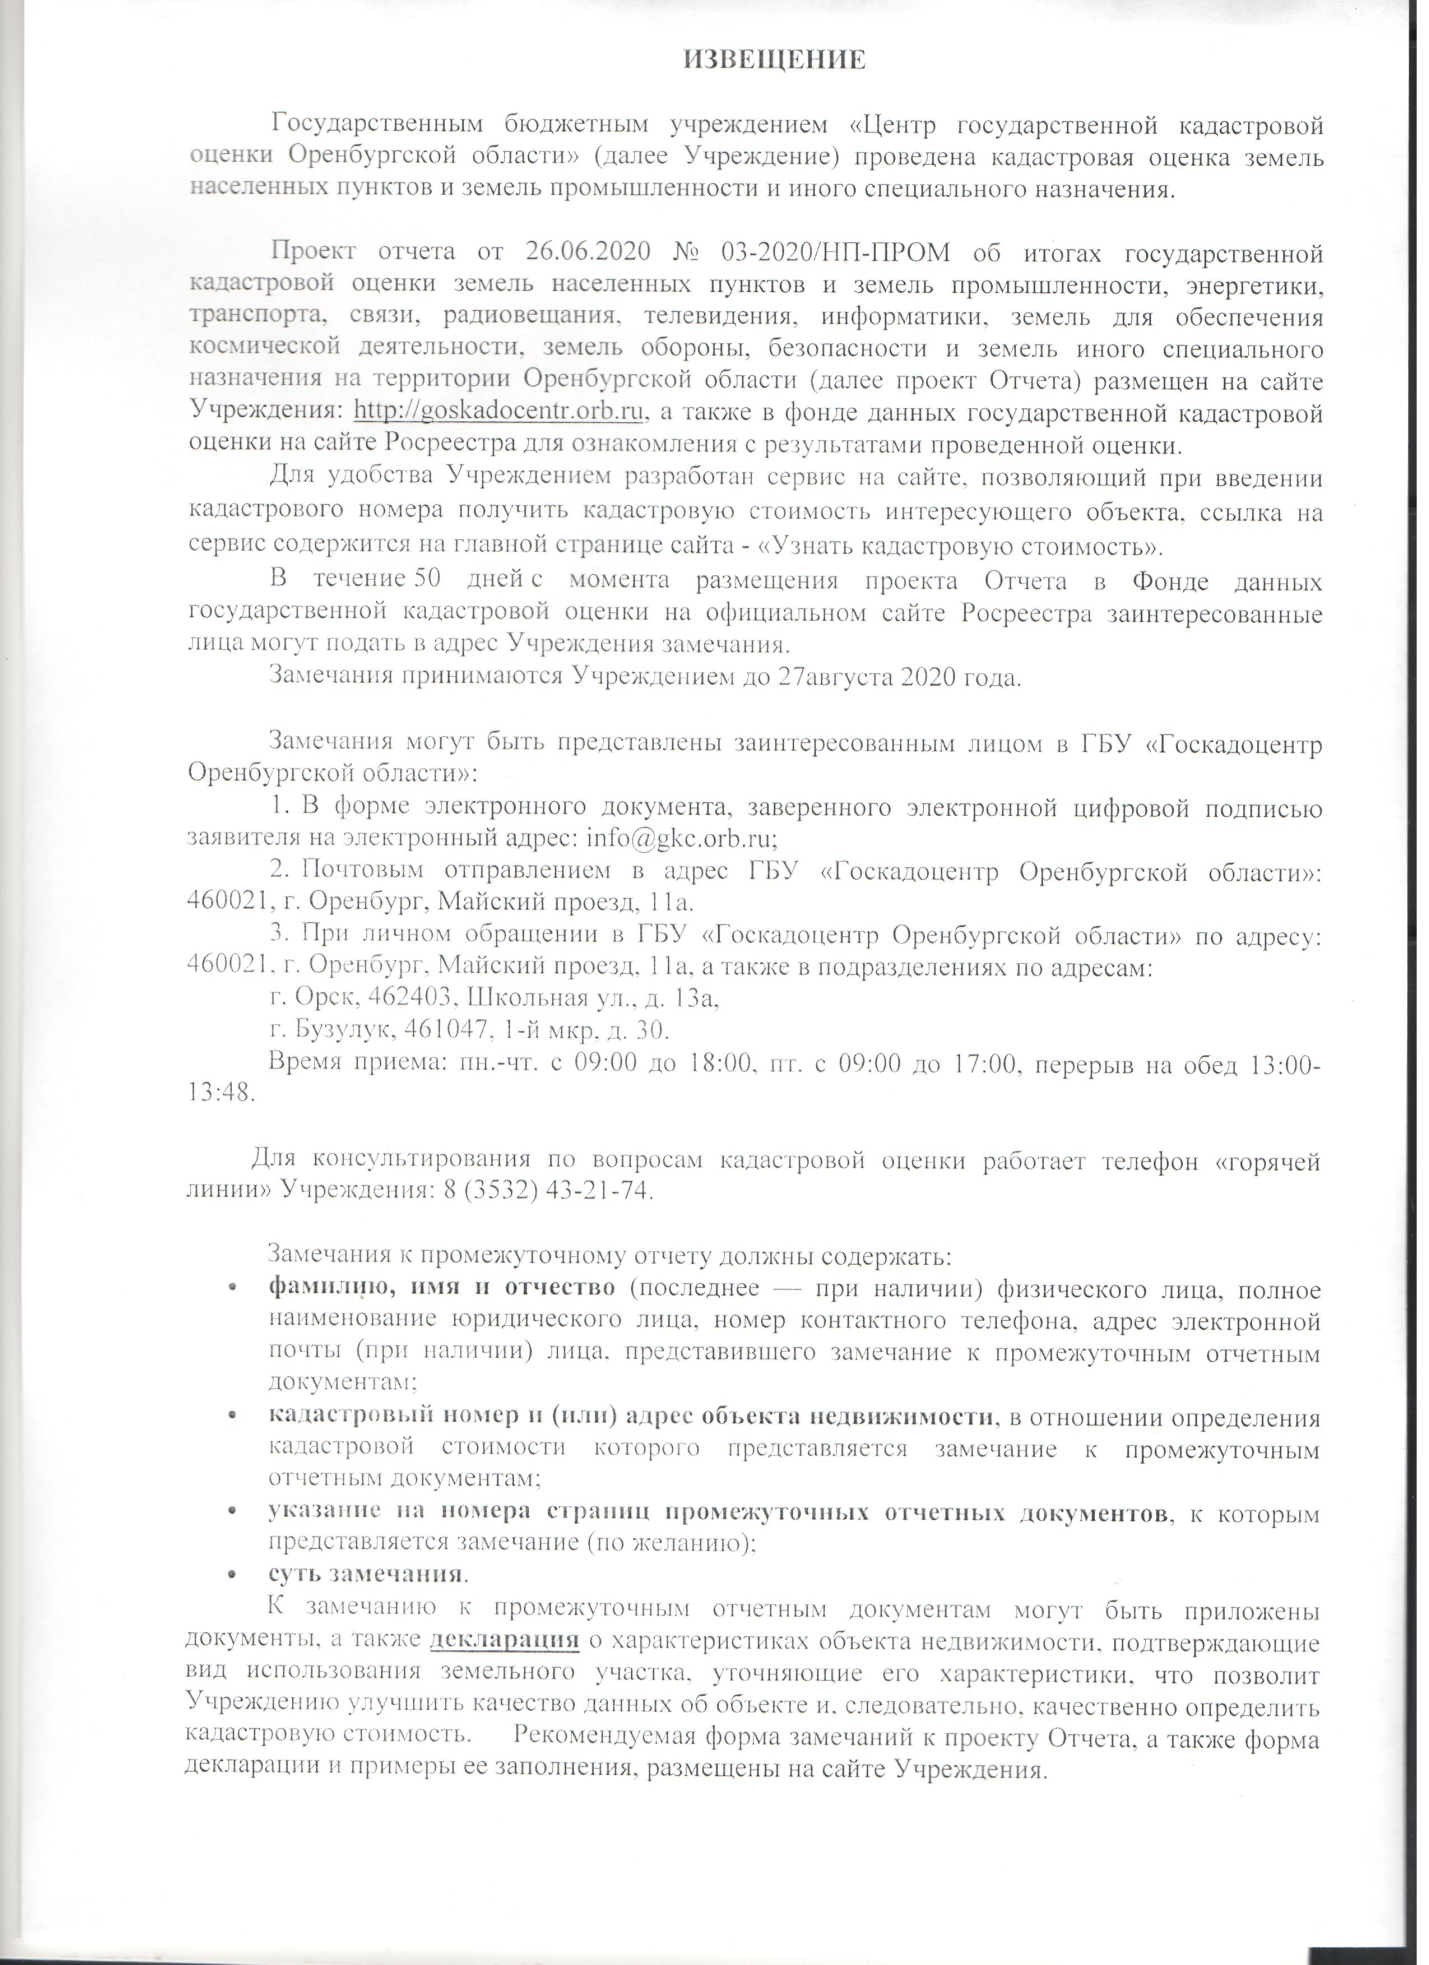 ИЗВЕЩЕНИЕ
Государственным бюджетным учреждением «Центр государственной кадастровой
оценки Оренбургской области» (далее Учреждение) проведена кадастровая оценка земель
населенных пунктов и земель промышленности и иного специального назначения.
Проект отчета от 26.06.2020 № 03-2020/НП-ПРОМ об итогах государственной
кадастровой оценки земель населенных пунктов и земель промышленности, энергетики,
транспорта, связи, радиовещания, телевидения, информатики, земель для обеспечения
космической деятельности, земель обороны, безопасности и земель иного специального
назначения на территории Оренбургской области (далее проект Отчета) размещен на сайте
Учреждения: http://goskadocentr.orb.ru, а также в фонде данных государственной кадастровой
оценки на сайте Росреестра для ознакомления с результатами проведенной оценки.
Для удобства Учреждением разработан сервис на сайте, позволяющий при введении
кадастрового номера получить кадастровую стоимость интересующего объекта, ссылка на
сервис содержится на главной странице сайта - «Узнать кадастровую стоимость».
В течение 50 дней с момента размещения проекта Отчета в Фонде данных
государственной кадастровой оценки на официальном сайте Росреестра заинтересованные
лица могут подать в адрес Учреждения замечания.
Замечания принимаются Учреждением до 27августа 2020 года.
Замечания могут быть представлены заинтересованным лицом в ГБУ «Госкадоцентр
Оренбургской области»:
1. В форме электронного документа, заверенного электронной цифровой подписью
заявителя на электронный адрес: info@gkc.orb.ru;
2. Почтовым отправлением в адрес ГБУ «Госкадоцентр Оренбургской области»:
460021, г. Оренбург, Майский проезд, 11а.
3. При личном обращении в ГБУ «Госкадоцентр Оренбургской области» по адресу:
460021, г. Оренбург, Майский проезд, 11а, а также в подразделениях по адресам:
г. Орск, 462403, Школьная ул., д. 13а,
г. Бузулук, 461047, 1-й мкр, д. 30.
Время приема: пн.-чт. с 09:00 до 18:00, пт. с 09:00 до 17:00, перерыв на обед 13:00-
13:48.
Для консультирования по вопросам кадастровой оценки работает телефон «горячей
линии» Учреждения: 8 (3532) 43-21-74.
Замечания к промежуточному отчету должны содержать:
• фамилию, имя и отчество (последнее — при наличии) физического лица, полное
наименование юридического лица, номер контактного телефона, адрес электронной
почты (при наличии) лица, представившего замечание к промежуточным отчетным
документам;
• кадастровый номер и (или) адрес объекта недвижимости, в отношении определения
кадастровой стоимости которого представляется замечание к промежуточным
отчетным документам;
• указание на номера страниц промежуточных отчетных документов, к которым
представляется замечание (по желанию);
• суть замечания.
К замечанию к промежуточным отчетным документам могут быть приложены
документы, а также декларация о характеристиках объекта недвижимости, подтверждающие
вид использования земельного участка, уточняющие его характеристики, что позволит
Учреждению улучшить качество данных об объекте и, следовательно, качественно определить
кадастровую стоимость. Рекомендуемая форма замечаний к проекту Отчета, а также форма
декларации и примеры ее заполнения, размещены на сайте Учреждения.